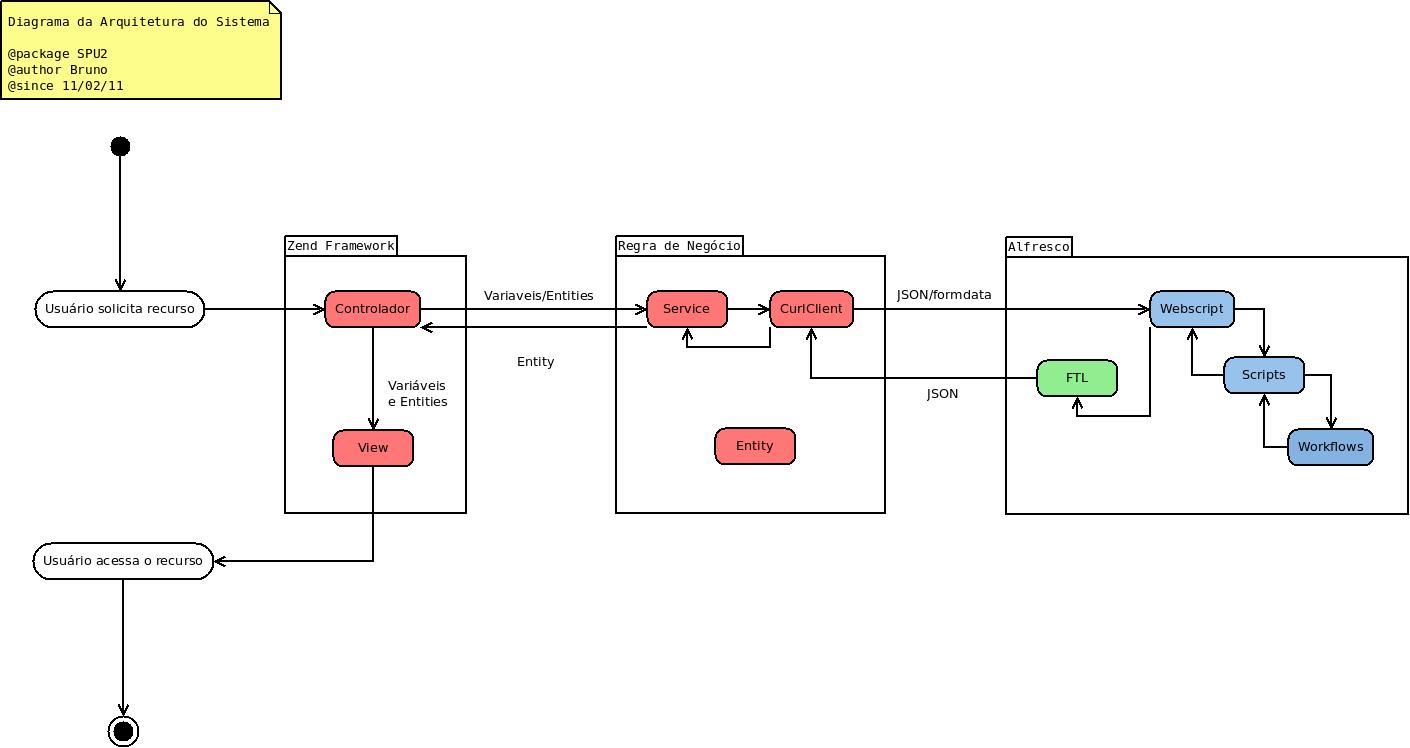 Diagrama da Arquitetura do Sistema
@package SPU2
@author Bruno
@since 11/02/11
Zend Framework
Regra de Negócio
Alfresco
Usuário solicita recurso
Controlador
Variaveis/Entities
Service
CurlClient
JSON/formdata
Webscript
Entity
Variáveis
e Entities
JSON
FTL
Scripts
View
Entity
Workflows
Usuário acessa o recurso